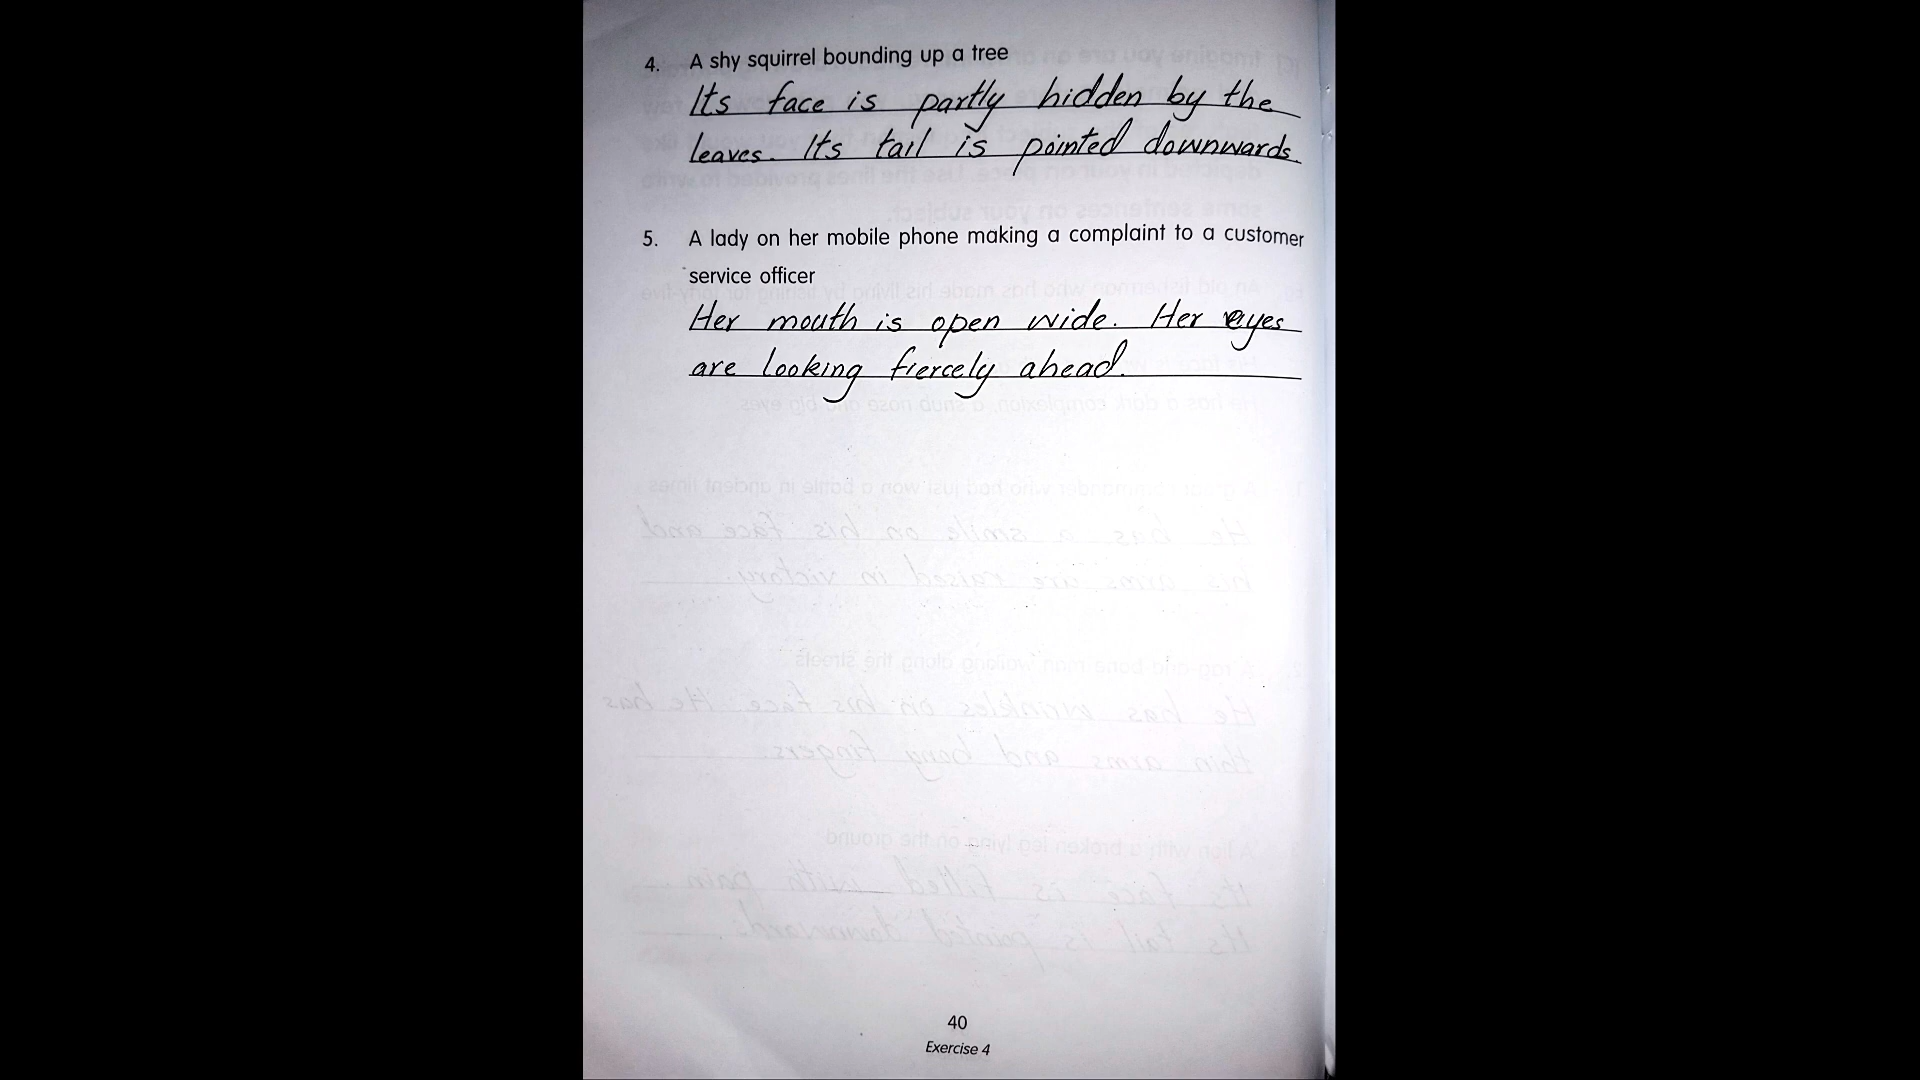 4. A shy squirrel bounding up a tree
Its face is partly hidden by the
leaves. Its tail is pointed downwards.
5. A lady on her mobile phone making a complaint to a customer
service officer
Her mouth is open wide. Her eyes
are looking fiercely ahead.
40
Exercise 4